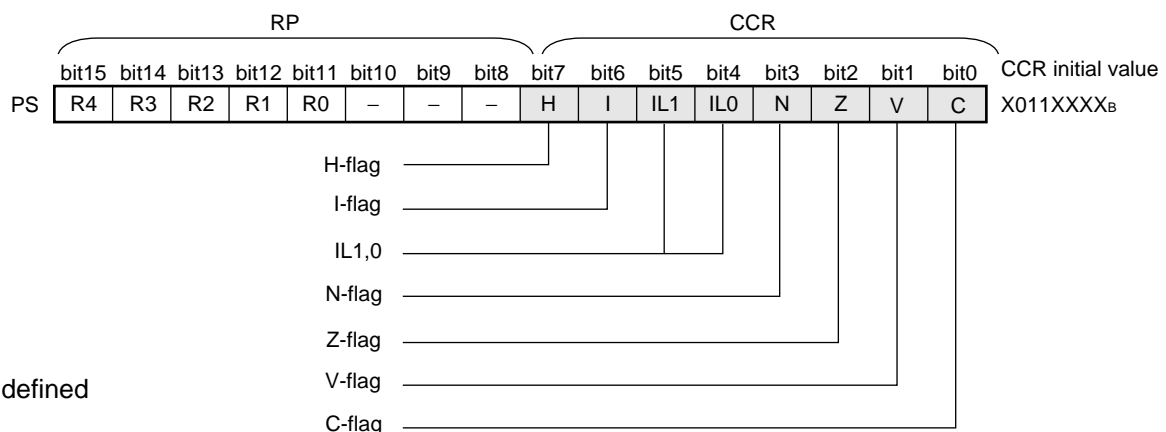 RP CCR
bit15 bit14 bit13 bit12 bit11 bit10 bit9 bit8 bit7 bit6 bit5 bit4 bit3 bit2 bit1 bit0 CCR initial value
PS R4 R3 R2 R1 R0 – – – H I IL1 IL0 N Z V C X011XXXXB
H-flag
I-flag
IL1,0
N-flag
Z-flag
V-flag
defined
C-flag